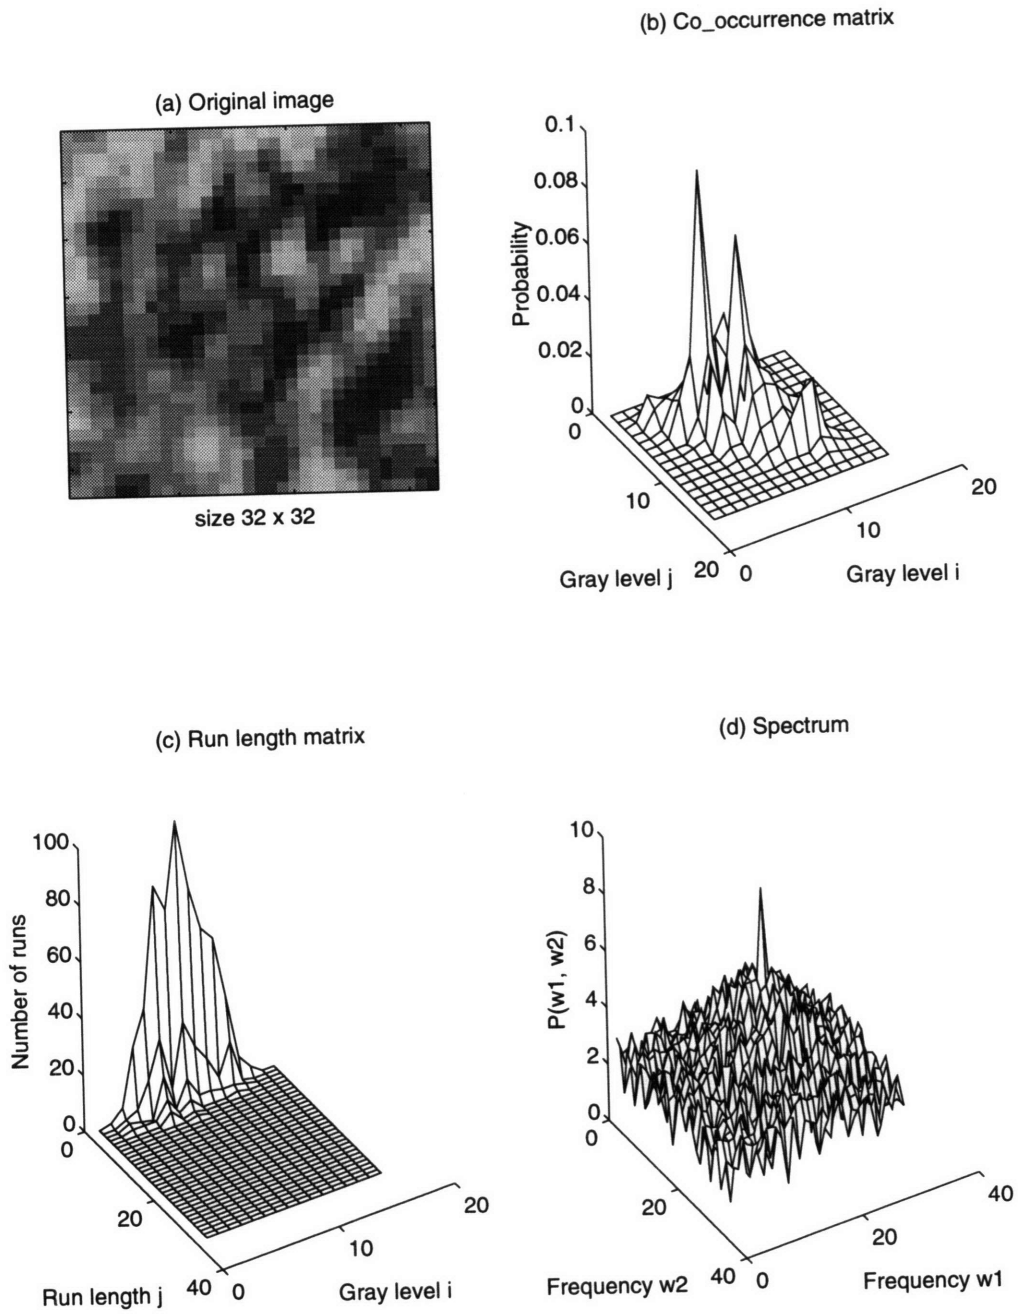 (b) Co_occurrence matrix
(a) Original image
size 32 x 32
0.1
0.08
0.06
0.04
0.02
0
Probability
0
10
20
Gray level j
0
10
20
Gray level i
(c) Run length matrix
100
80
60
40
20
0
Number of runs
0
20
40
Run length j
0
10
20
Gray level i
(d) Spectrum
10
8
6
4
2
0
P(w1, w2)
0
20
40
Frequency w2
0
20
40
Frequency w1